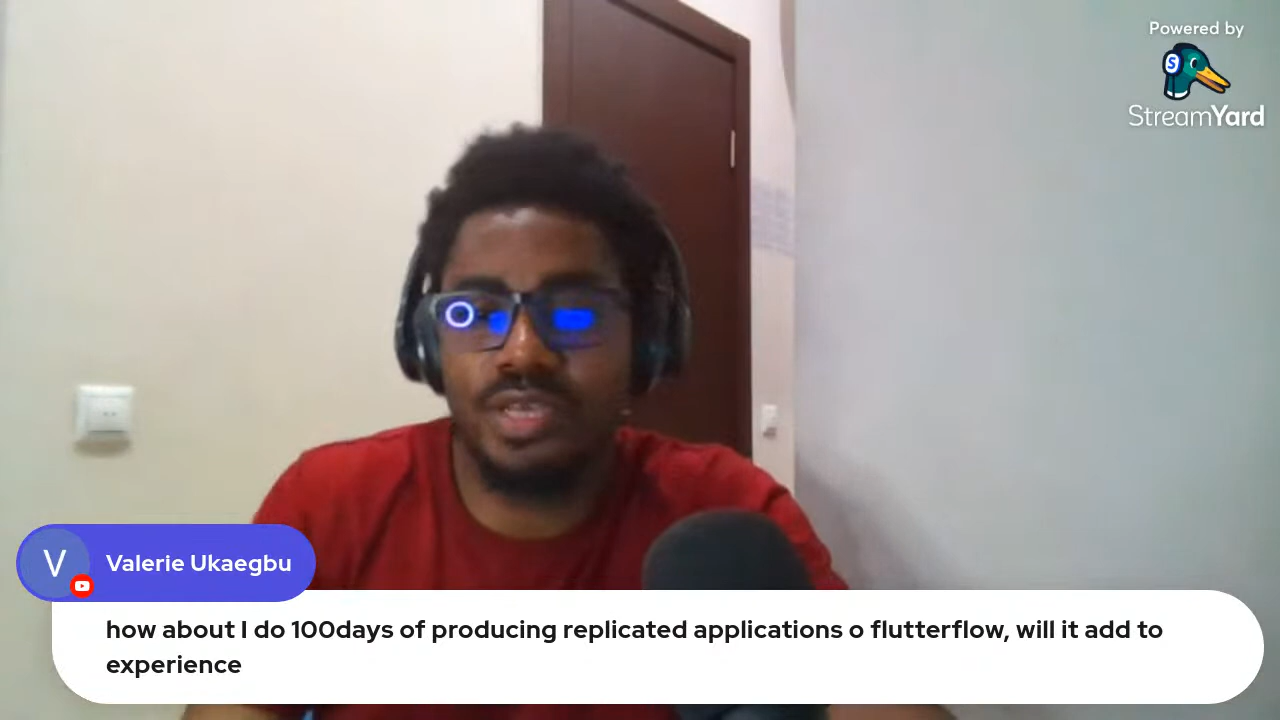 Powered by
StreamYard
V
Valerie Ukaegbu
how about I do 100days of producing replicated applications o flutterflow, will it add to
experience